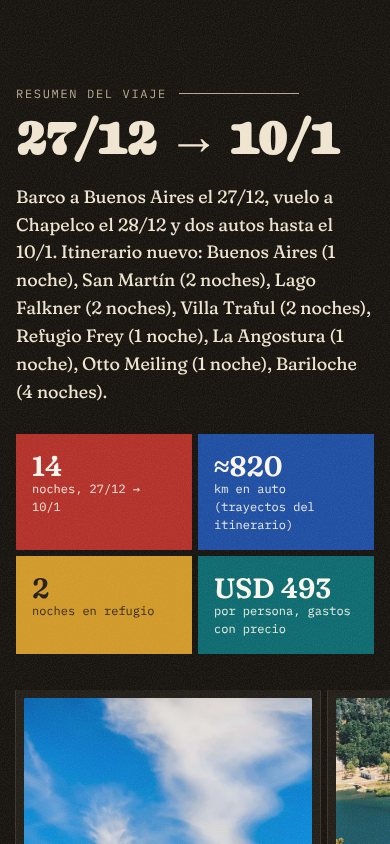 RESUMEN DEL VIAJE
27/12 → 10/1
Barco a Buenos Aires el 27/12, vuelo a
Chapelco el 28/12 y dos autos hasta el
10/1. Itinerario nuevo: Buenos Aires (1
noche), San Martín (2 noches), Lago
Falkner (2 noches), Villa Traful (2 noches),
Refugio Frey (1 noche), La Angostura (1
noche), Otto Meiling (1 noche), Bariloche
(4 noches).
14
noches, 27/12 →
10/1
≈820
km en auto
(trayectos del
itinerario)
2
noches en refugio
USD 493
por persona, gastos
con precio